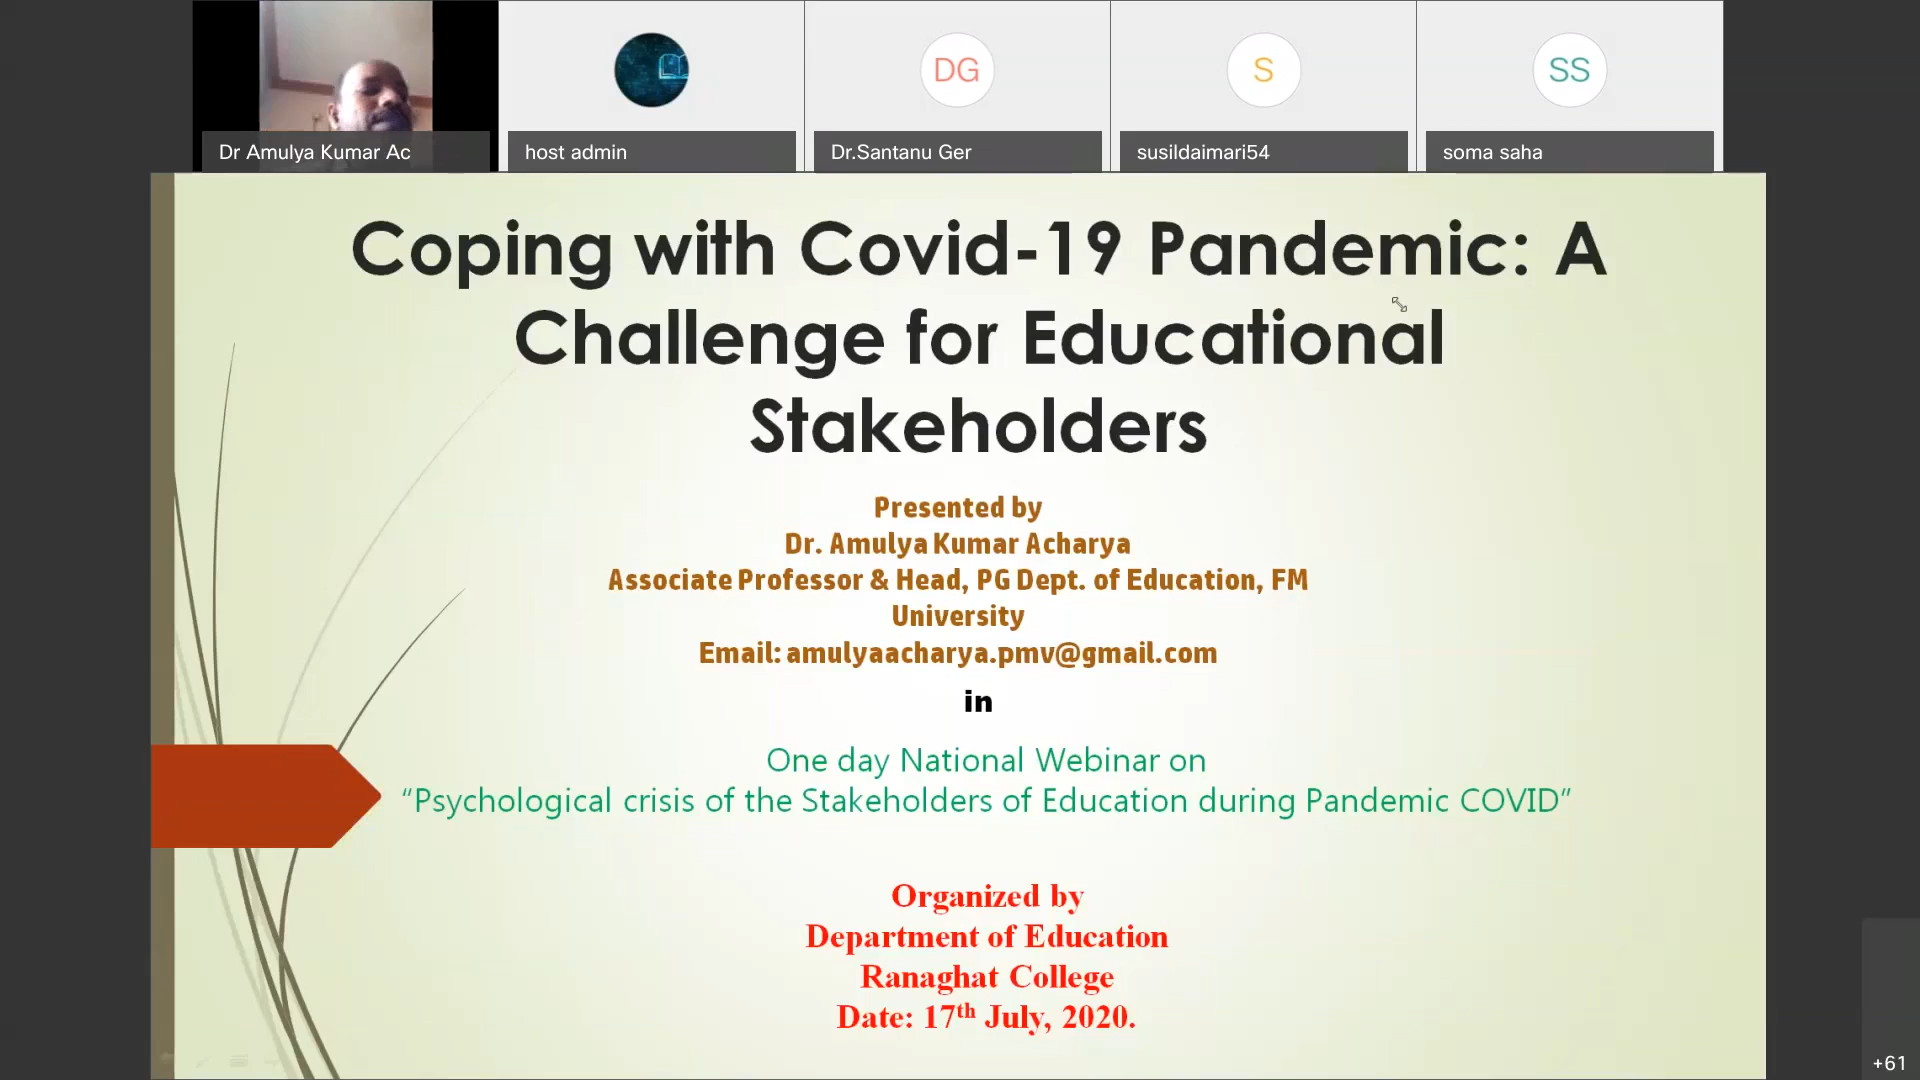 Dr Amulya Kumar Ac
host admin
DG
Dr.Santanu Ger
S
susildaimari54
SS
soma saha
Coping with Covid-19 Pandemic: A
Challenge for Educational
Stakeholders
Presented by
Dr. Amulya Kumar Acharya
Associate Professor & Head, PG Dept. of Education, FM
University
Email: amulyaacharya.pmv@gmail.com
in
One day National Webinar on
“Psychological crisis of the Stakeholders of Education during Pandemic COVID”
Organized by
Department of Education
Ranaghat College
Date: 17th July, 2020.
+61